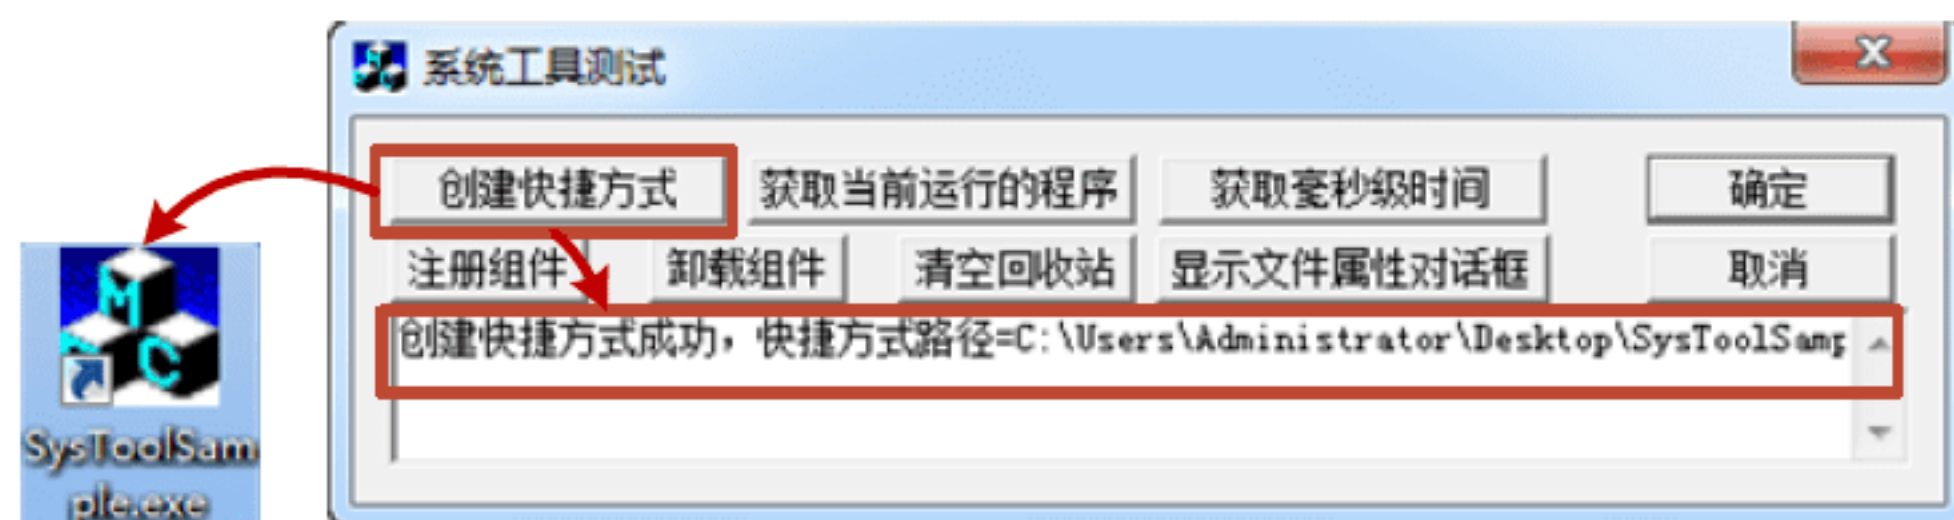 系统工具测试
创建快捷方式 获取当前运行的程序 获取毫秒级时间 确定
注册组件 卸载组件 清空回收站 显示文件属性对话框 取消
创建快捷方式成功，快捷方式路径=C:\Users\Administrator\Desktop\SysToolSamp
SysToolSam
ple.exe